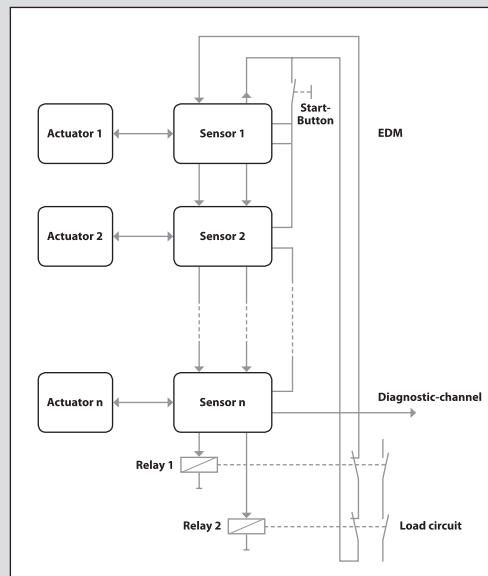 Start-
Button
Actuator 1
Sensor 1
EDM
Actuator 2
Sensor 2
Actuator n
Sensor n
Diagnostic-channel
Relay 1
Relay 2
Load circuit